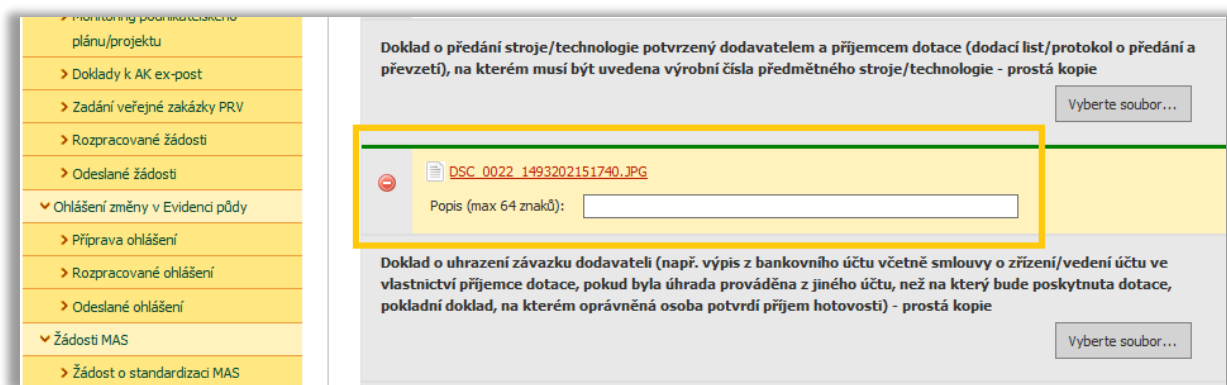 Monitoring podnikatelského
plánu/projektu
Doklady k AK ex-post
Zadání veřejné zakázky PRV
Rozpracované žádosti
Odeslané žádosti
Ohlášení změny v Evidenci půdy
Příprava ohlášení
Rozpracované ohlášení
Odeslané ohlášení
Žádosti MAS
Žádost o standardizaci MAS
Doklad o předání stroje/technologie potvrzený dodavatelem a příjemcem dotace (dodací list/protokol o předání a
převzetí), na kterém musí být uvedena výrobní čísla předmětného stroje/technologie - prostá kopie
Vyberte soubor...
DSC_0022_1493202151740.JPG
Popis (max 64 znaků):
Doklad o uhrazení závazku dodavateli (např. výpis z bankovního účtu včetně smlouvy o zřízení/vedení účtu ve
vlastnictví příjemce dotace, pokud byla úhrada prováděna z jiného účtu, než na který bude poskytnuta dotace,
pokladní doklad, na kterém oprávněná osoba potvrdí příjem hotovosti) - prostá kopie
Vyberte soubor...